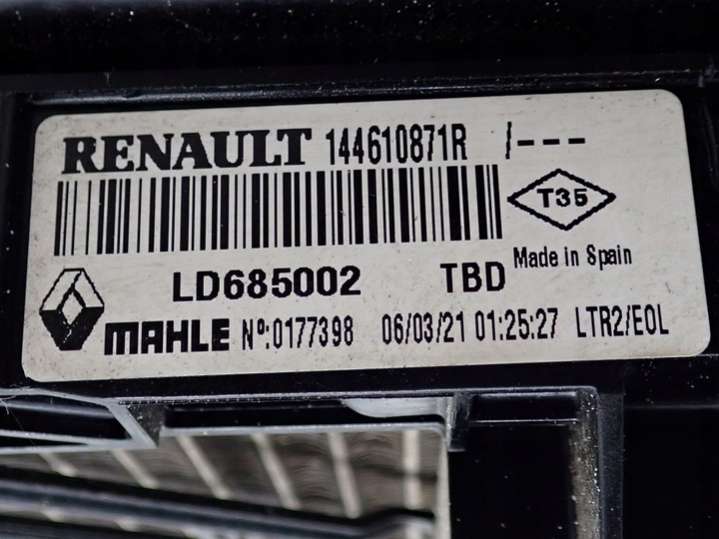 RENAULT 144610871R /---
T35
LD685002 TBD Made in Spain
MAHLE Nº:0177398 06/03/21 01:25:27 LTR2/EOL